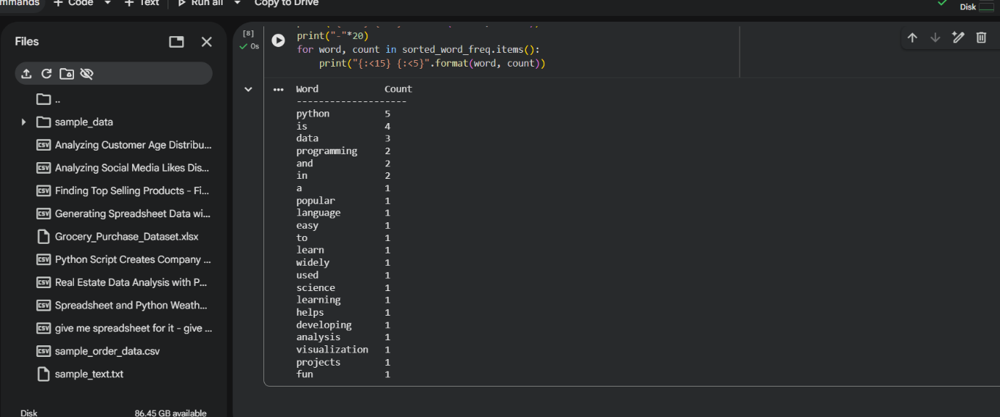 mmands + Code + Text Run all Copy to Drive
Disk
Files
..
sample_data
Analyzing Customer Age Distribu...
Analyzing Social Media Likes Dis...
Finding Top Selling Products - Fi...
Generating Spreadsheet Data wi...
Grocery_Purchase_Dataset.xlsx
Python Script Creates Company ...
Real Estate Data Analysis with P...
Spreadsheet and Python Weath...
give me spreadsheet for it - give ...
sample_order_data.csv
sample_text.txt
Disk 86.45 GB available
[8]
0s
print("-"*20)
for word, count in sorted_word_freq.items():
    print("{:<15} {:<5}".format(word, count))
Word Count
--------------------
python 5
is 4
data 3
programming 2
and 2
in 2
a 1
popular 1
language 1
easy 1
to 1
learn 1
widely 1
used 1
science 1
learning 1
helps 1
developing 1
analysis 1
visualization 1
projects 1
fun 1